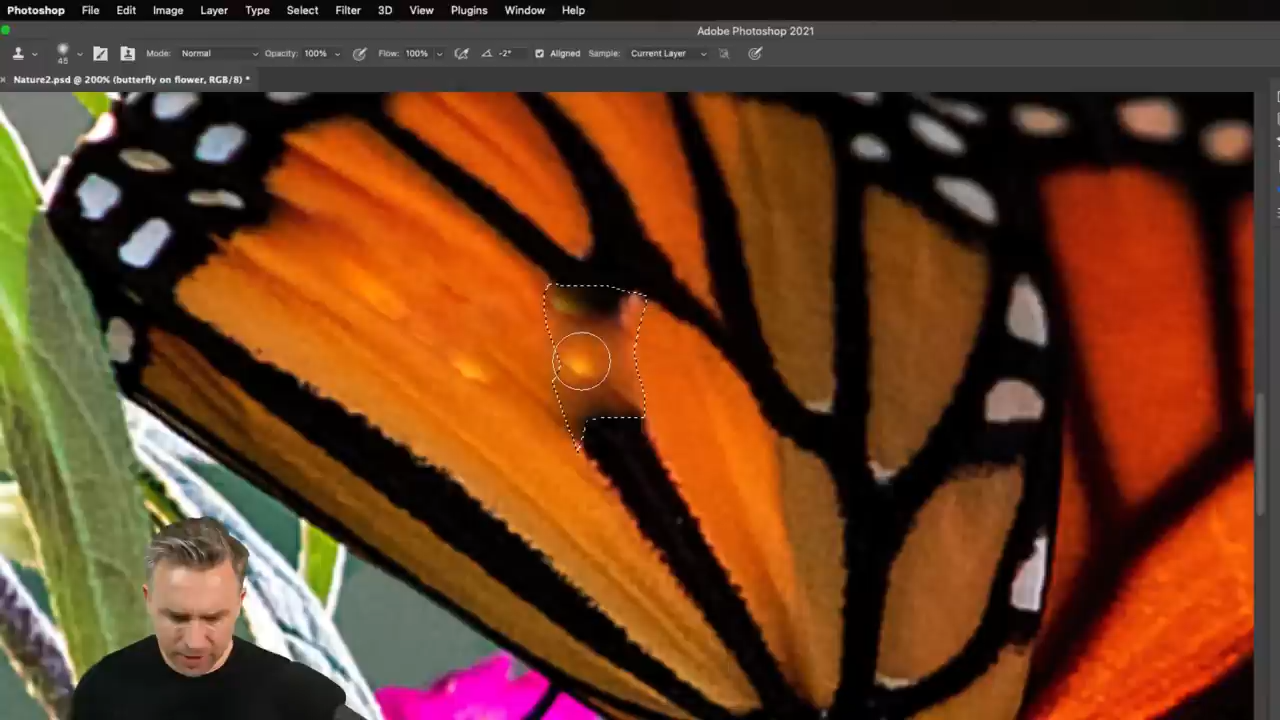 Photoshop File Edit Image Layer Type Select Filter 3D View Plugins Window Help
Adobe Photoshop 2021
45 Mode: Normal Opacity: 100% Flow: 100% -2° Aligned Sample: Current Layer
Nature2.psd @ 200% (butterfly on flower, RGB/8) *